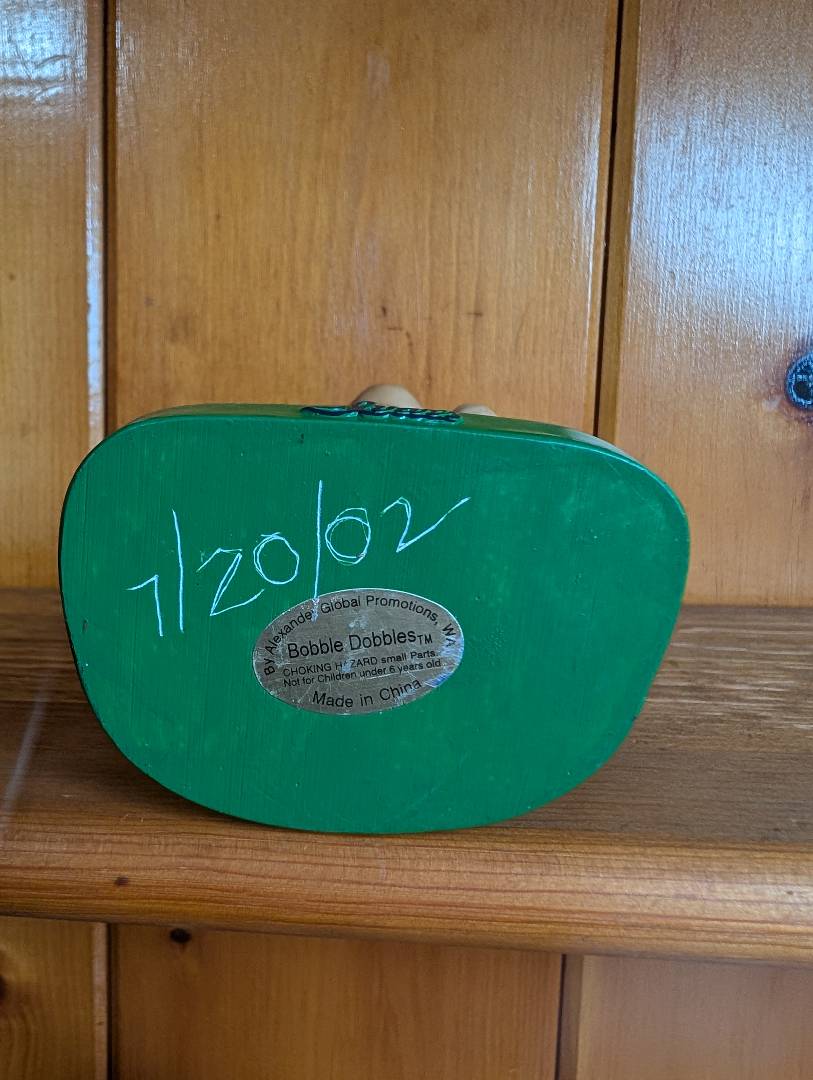 7/20/02
By Alexander Global Promotions, WA
Bobble Dobbles™
CHOKING HAZARD small Parts.
Not for Children under 6 years old
Made in China